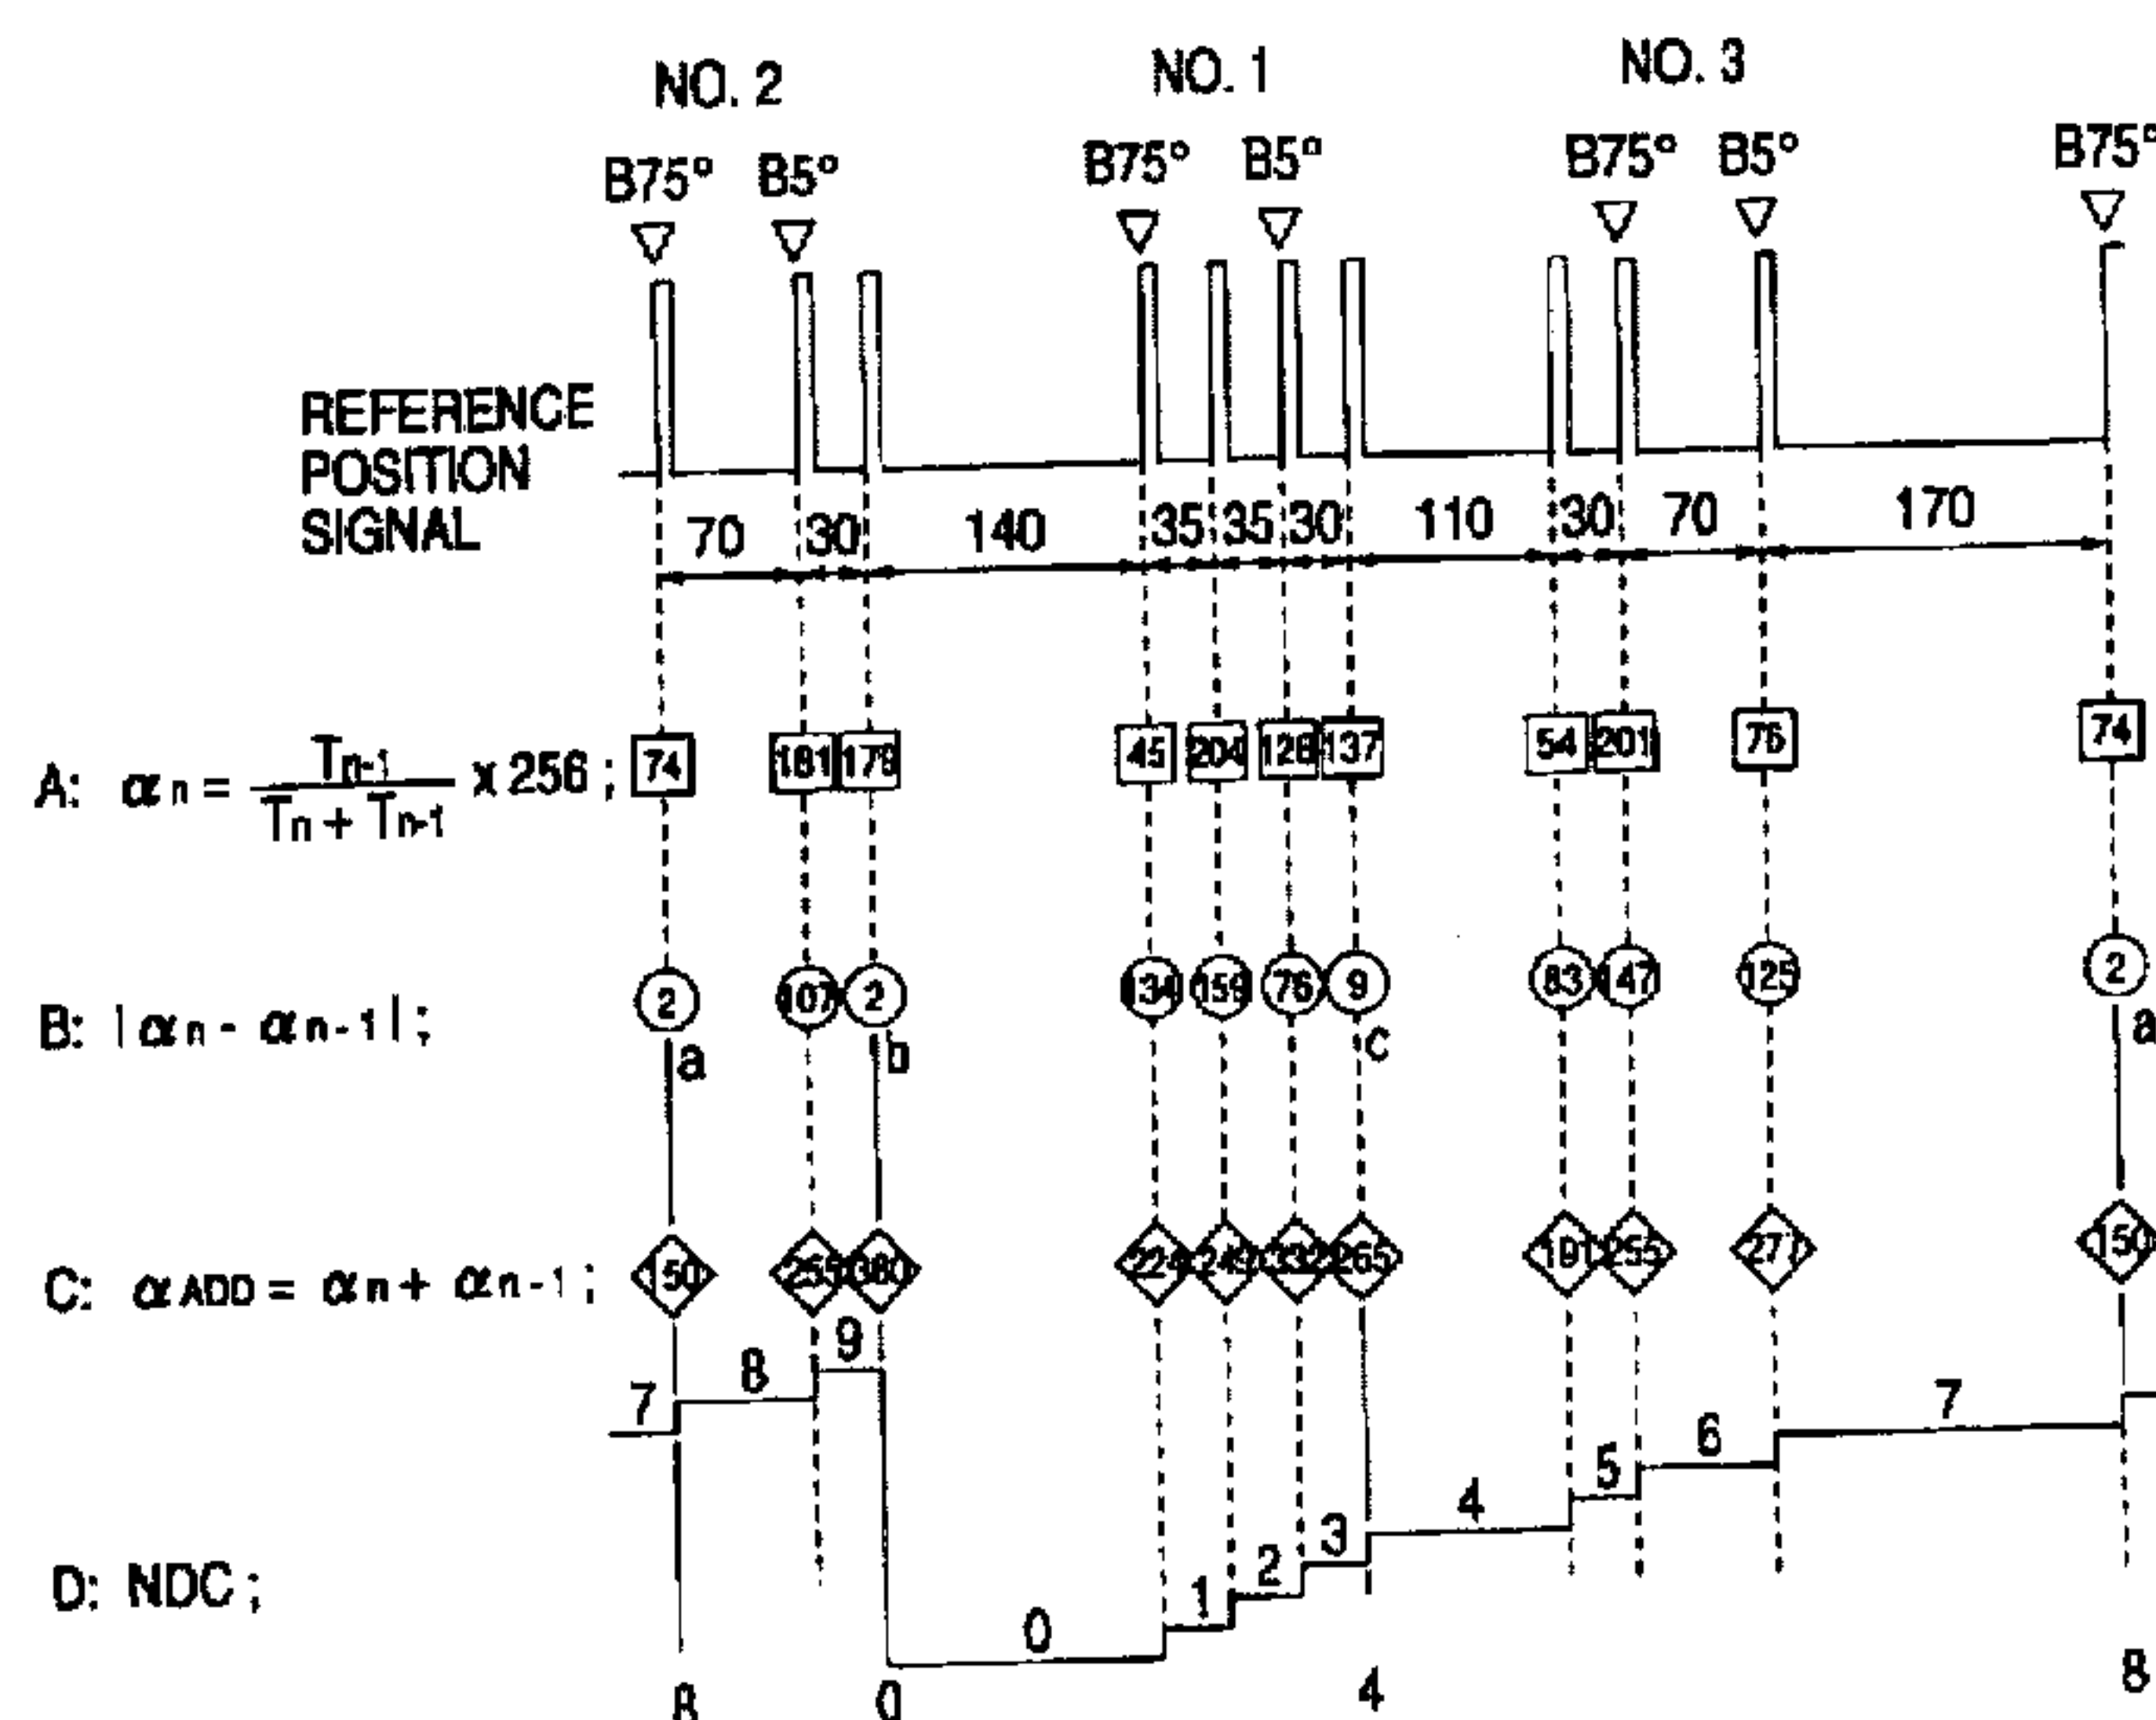 NO. 2 NO. 1 NO. 3
B75° B5° B75° B5° B75° B5° B75°
REFERENCE
POSITION
SIGNAL
70 30 140 35 35 30 110 30 70 170
A: αn = Tn-1 / Tn + Tn-1 x 256 ; 74 181 179 45 204 128 137 54 201 75 74
B: |αn - αn-1| ; 2 107 2 134 159 76 9 83 147 125 2
a b c a
C: αADD = αn + αn-1 ; 150 255 360 224 249 332 265 191 255 277 150
7 8 9 0 1 2 3 4 5 6 7
D: NDC ;
8 0 4 8